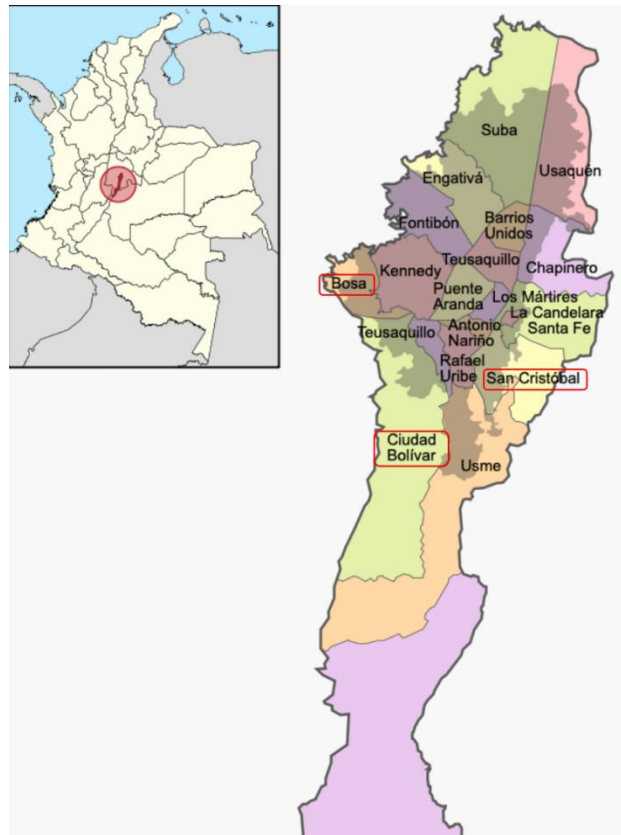 Suba
Usaquén
Engativá
Fontibón
Barrios
Unidos
Teusaquillo
Chapinero
Kennedy
Bosa
Puente
Aranda
Los Mártires
La Candelara
Santa Fe
Teusaquillo
Antonio
Nariño
Rafael
Uribe
San Cristóbal
Ciudad
Bolívar
Usme